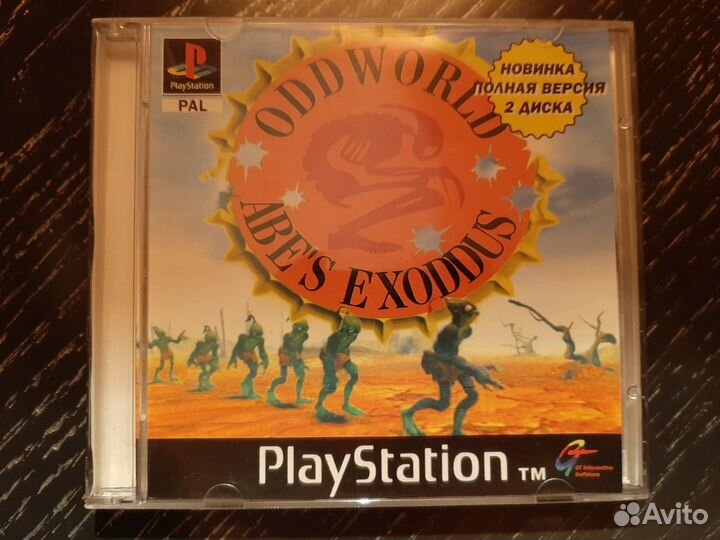 PlayStation
PAL
ODDWORLD
ABE'S EXODDUS
НОВИНКА
ПОЛНАЯ ВЕРСИЯ
2 ДИСКА
PlayStation TM
GT Interactive
Software
Avito